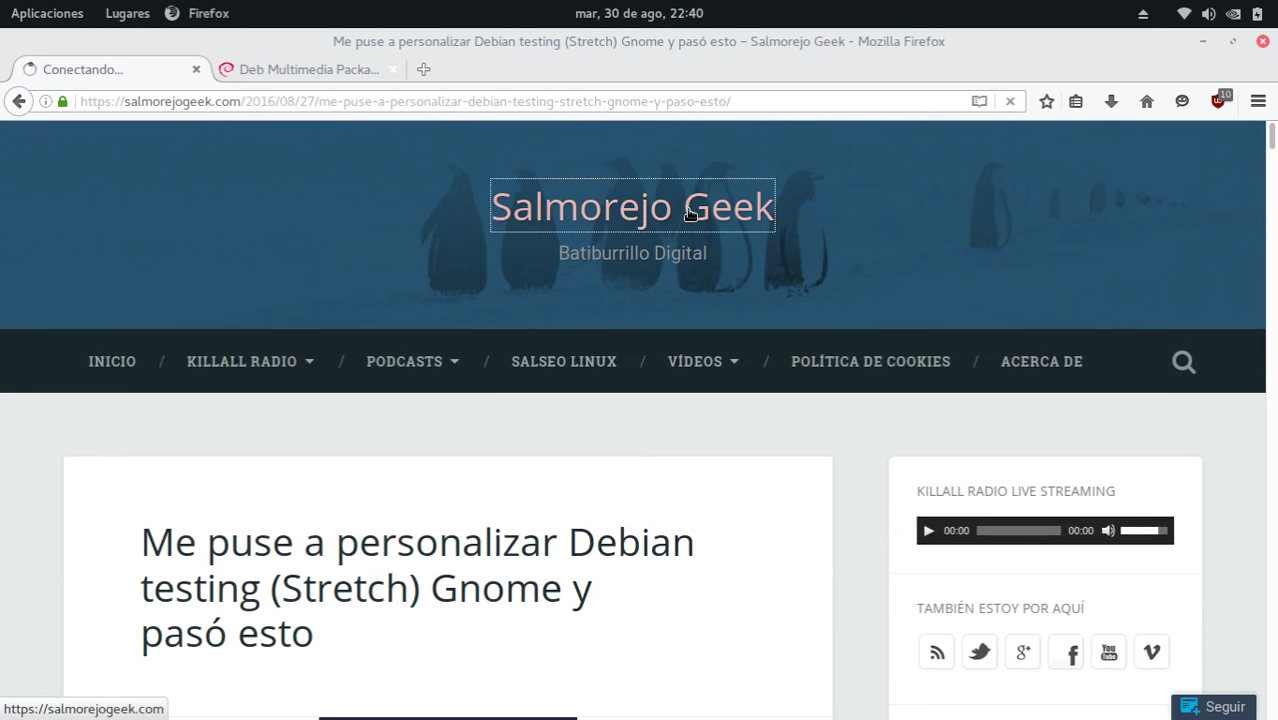 Aplicaciones Lugares Firefox mar, 30 de ago, 22:40
Me puse a personalizar Debian testing (Stretch) Gnome y pasó esto – Salmorejo Geek - Mozilla Firefox
Conectando... Deb Multimedia Packa...
https://salmorejogeek.com/2016/08/27/me-puse-a-personalizar-debian-testing-stretch-gnome-y-paso-esto/ 10
Salmorejo Geek
Batiburrillo Digital
INICIO / KILLALL RADIO / PODCASTS / SALSEO LINUX / VÍDEOS / POLÍTICA DE COOKIES / ACERCA DE
Me puse a personalizar Debian
testing (Stretch) Gnome y
pasó esto
KILLALL RADIO LIVE STREAMING
00:00 00:00
TAMBIÉN ESTOY POR AQUÍ
g+ f You Tube
https://salmorejogeek.com
Seguir